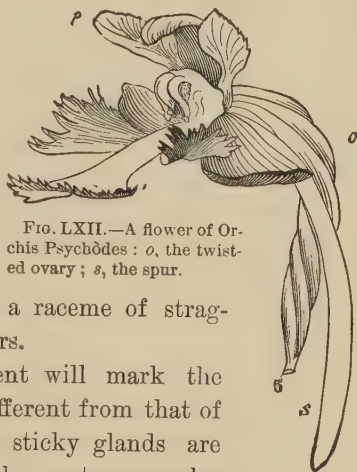 P
o
FIG. LXII.—A flower of Or-
chis Psychòdes : o, the twist-
ed ovary ; s, the spur.
a raceme of strag-
rs.
ent will mark the
fferent from that of
sticky glands are
s